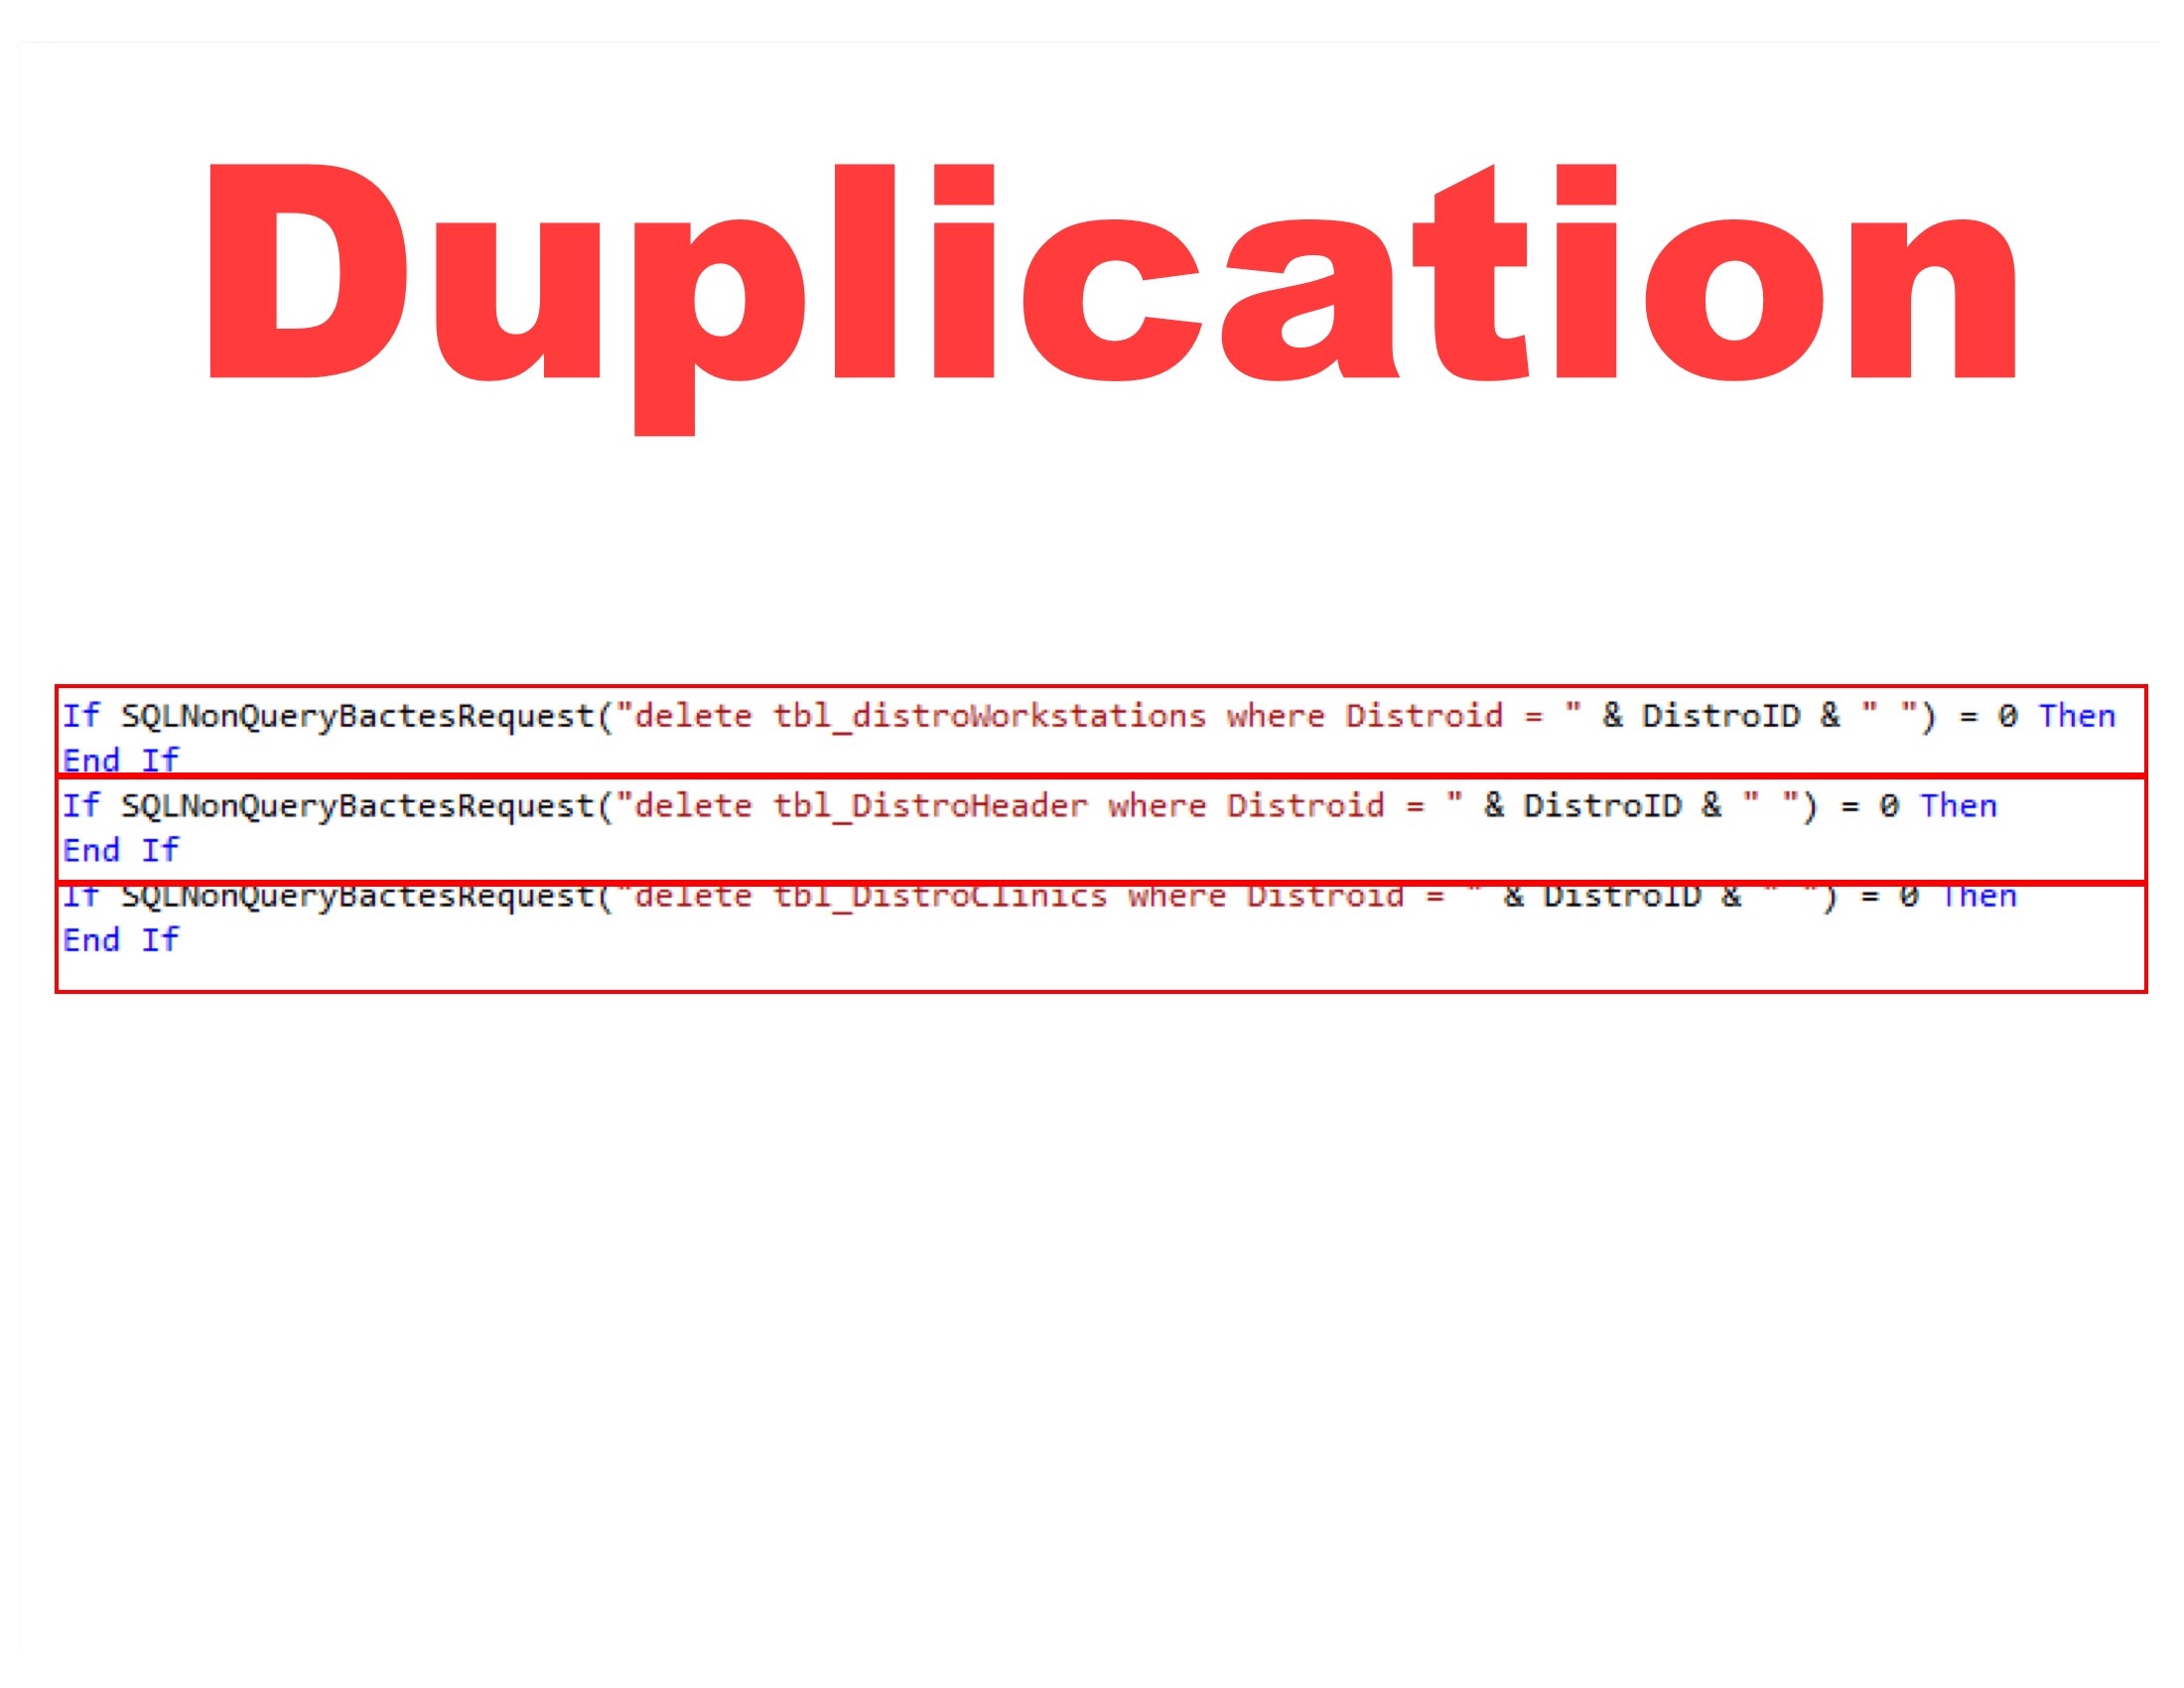 Duplication
If SQLNonQueryBactesRequest("delete tbl_distroWorkstations where Distroid = " & DistroID & " ") = 0 Then
End If
If SQLNonQueryBactesRequest("delete tbl_DistroHeader where Distroid = " & DistroID & " ") = 0 Then
End If
If SQLNonQueryBactesRequest("delete tbl_DistroClinics where Distroid = " & DistroID & " ") = 0 Then
End If